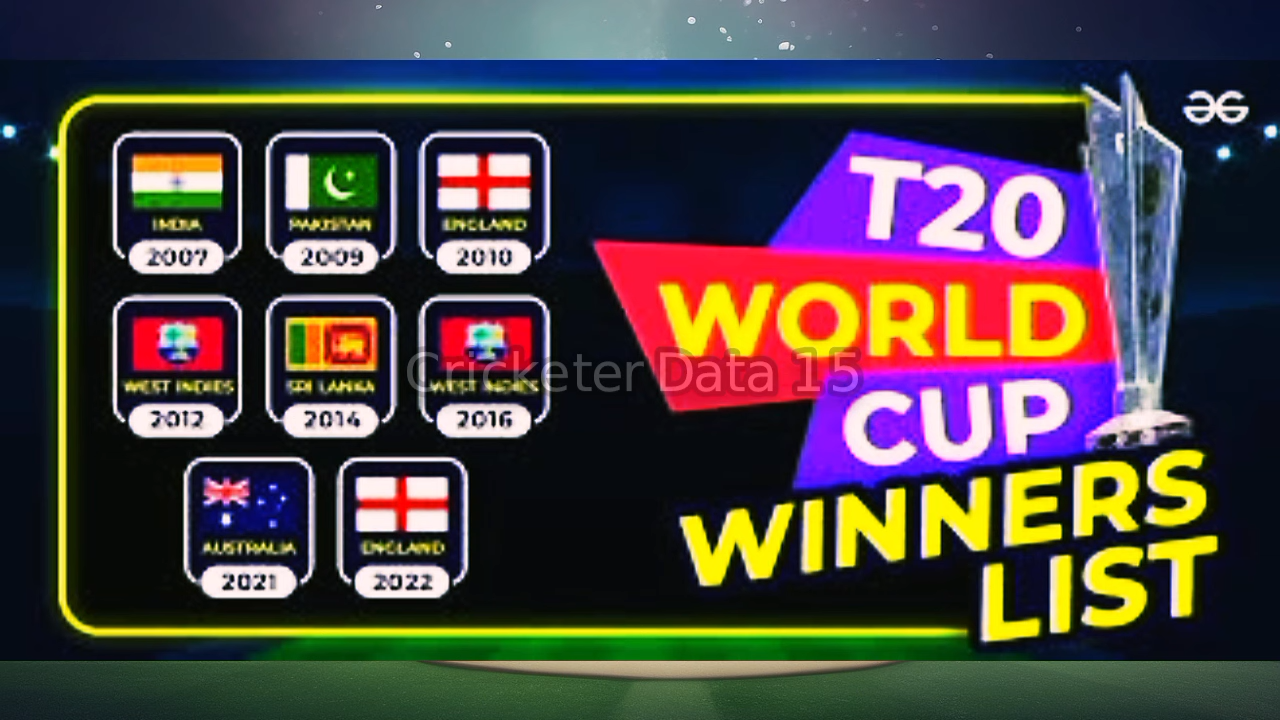 T20
WORLD
CUP
WINNERS
LIST
INDIA
2007
PAKISTAN
2009
ENGLAND
2010
WEST INDIES
2012
SRI LANKA
2014
WEST INDIES
2016
AUSTRALIA
2021
ENGLAND
2022
Cricketer Data 15